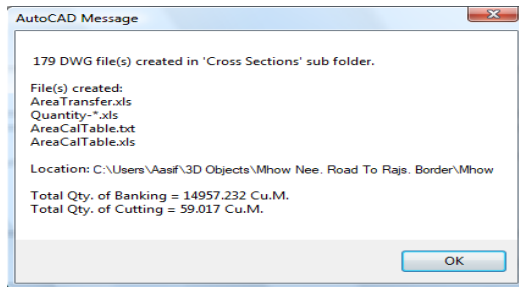 AutoCAD Message
179 DWG file(s) created in 'Cross Sections' sub folder.
File(s) created:
AreaTransfer.xls
Quantity-*.xls
AreaCalTable.txt
AreaCalTable.xls
Location: C:\Users\Aasif\3D Objects\Mhow Nee. Road To Rajs. Border\Mhow
Total Qty. of Banking = 14957.232 Cu.M.
Total Qty. of Cutting = 59.017 Cu.M.
OK